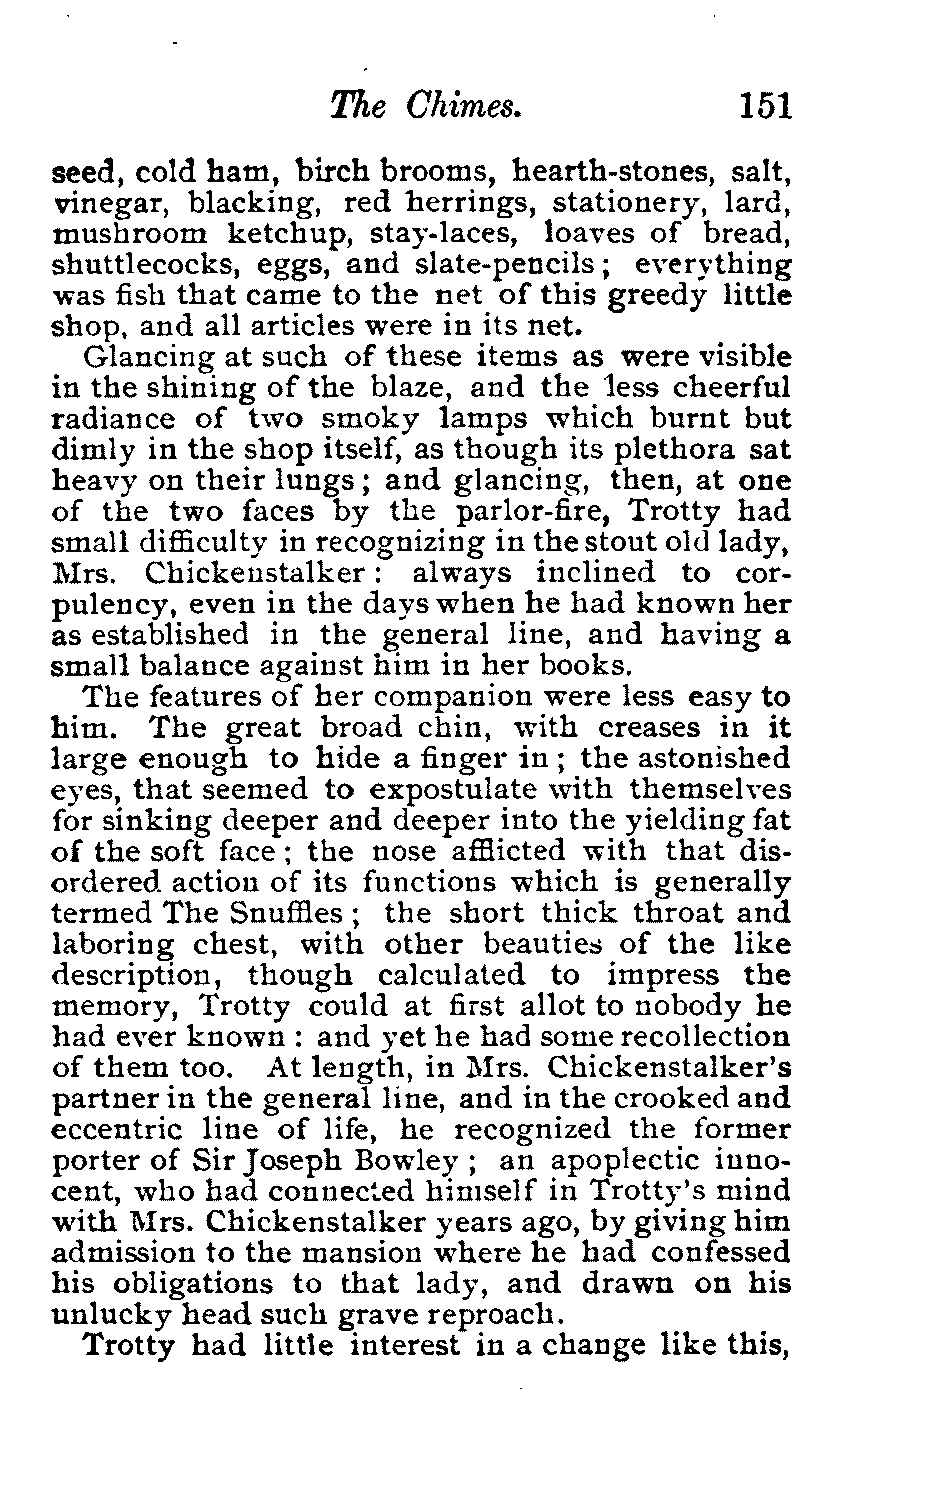 The Chimes. 151
seed, cold ham, birch brooms, hearth-stones, salt,
vinegar, blacking, red herrings, stationery, lard,
mushroom ketchup, stay-laces, loaves of bread,
shuttlecocks, eggs, and slate-pencils; everything
was fish that came to the net of this greedy little
shop, and all articles were in its net.
Glancing at such of these items as were visible
in the shining of the blaze, and the less cheerful
radiance of two smoky lamps which burnt but
dimly in the shop itself, as though its plethora sat
heavy on their lungs; and glancing, then, at one
of the two faces by the parlor-fire, Trotty had
small difficulty in recognizing in the stout old lady,
Mrs. Chickenstalker: always inclined to cor-
pulency, even in the days when he had known her
as established in the general line, and having a
small balance against him in her books.
The features of her companion were less easy to
him. The great broad chin, with creases in it
large enough to hide a finger in; the astonished
eyes, that seemed to expostulate with themselves
for sinking deeper and deeper into the yielding fat
of the soft face; the nose afflicted with that dis-
ordered action of its functions which is generally
termed The Snuffles; the short thick throat and
laboring chest, with other beauties of the like
description, though calculated to impress the
memory, Trotty could at first allot to nobody he
had ever known: and yet he had some recollection
of them too. At length, in Mrs. Chickenstalker's
partner in the general line, and in the crooked and
eccentric line of life, he recognized the former
porter of Sir Joseph Bowley; an apoplectic inno-
cent, who had connected himself in Trotty's mind
with Mrs. Chickenstalker years ago, by giving him
admission to the mansion where he had confessed
his obligations to that lady, and drawn on his
unlucky head such grave reproach.
Trotty had little interest in a change like this,